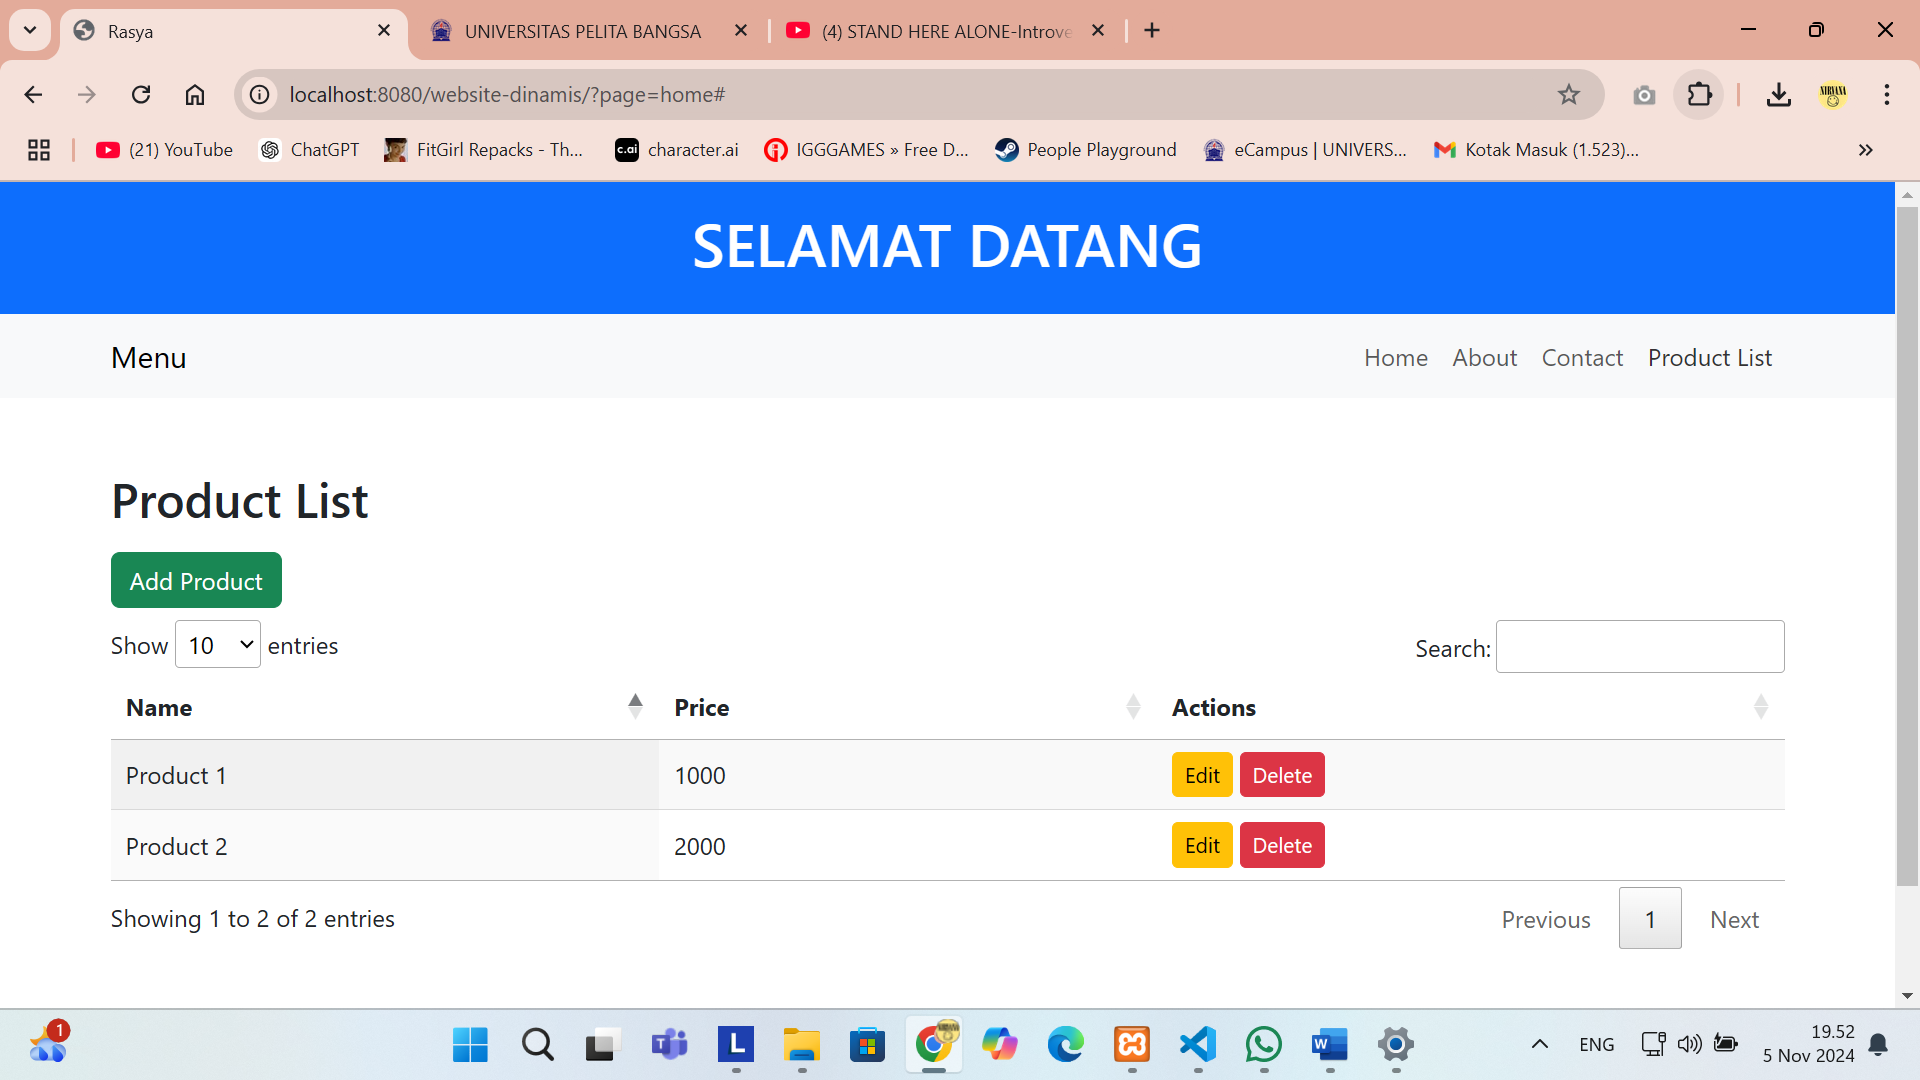 Rasya
UNIVERSITAS PELITA BANGSA
(4) STAND HERE ALONE-Introve
localhost:8080/website-dinamis/?page=home#
NIRVANA
(21) YouTube
ChatGPT
FitGirl Repacks - Th...
c.ai character.ai
IGGGAMES » Free D...
People Playground
eCampus | UNIVERS...
Kotak Masuk (1.523)...
SELAMAT DATANG
Menu
Home About Contact Product List
Product List
Add Product
Show 10 entries
Search:
Name Price Actions
Product 1 1000 Edit Delete
Product 2 2000 Edit Delete
Showing 1 to 2 of 2 entries
Previous 1 Next
1
ENG
19.52
5 Nov 2024